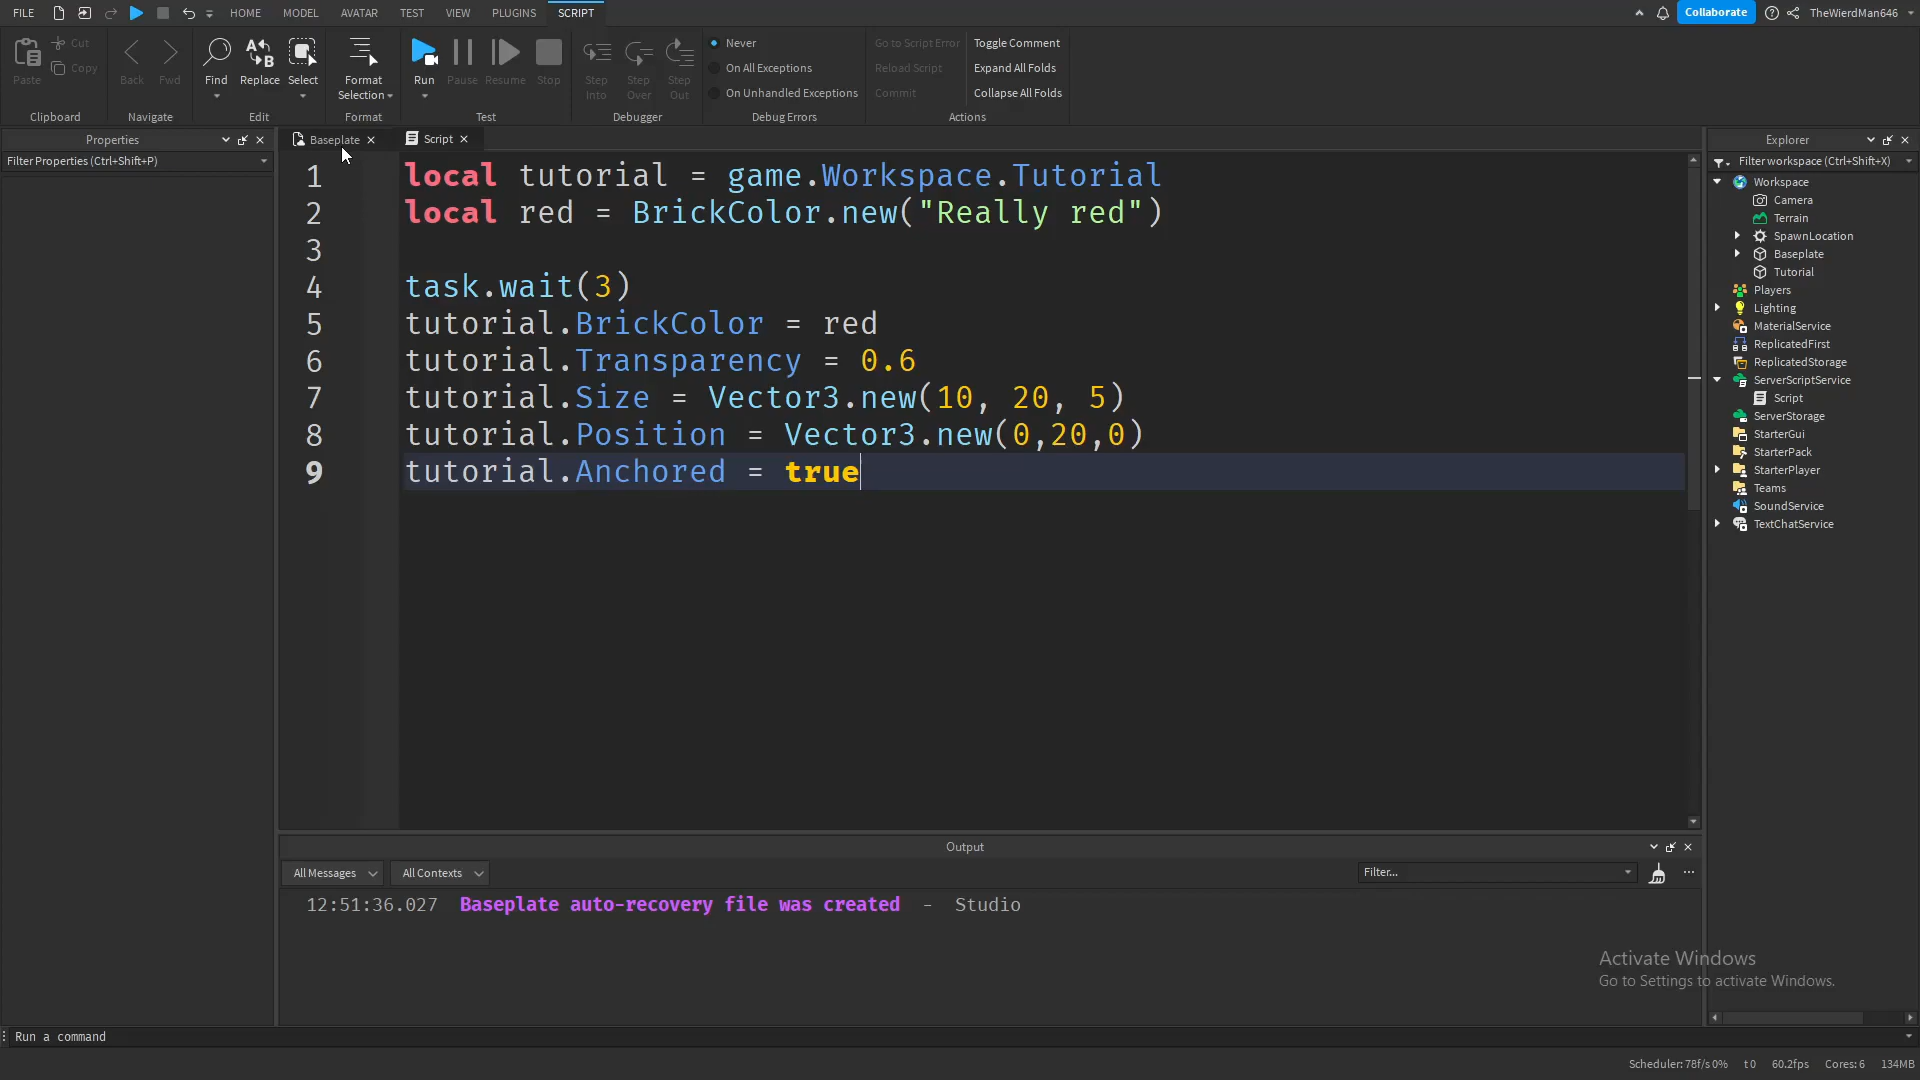 FILE HOME MODEL AVATAR TEST VIEW PLUGINS SCRIPT Collaborate TheWierdMan646
Paste Cut Copy Back Fwd Find Replace Select Format Selection Run Pause Resume Stop Step Into Step Over Step Out
Never
On All Exceptions
On Unhandled Exceptions
Go to Script Error Toggle Comment
Reload Script Expand All Folds
Commit Collapse All Folds
Clipboard Navigate Edit Format Test Debugger Debug Errors Actions
Properties
Filter Properties (Ctrl+Shift+P)
Baseplate Script
1 local tutorial = game.Workspace.Tutorial
2 local red = BrickColor.new("Really red")
3
4 task.wait(3)
5 tutorial.BrickColor = red
6 tutorial.Transparency = 0.6
7 tutorial.Size = Vector3.new(10, 20, 5)
8 tutorial.Position = Vector3.new(0,20,0)
9 tutorial.Anchored = true
Explorer
Filter workspace (Ctrl+Shift+X)
Workspace
Camera
Terrain
SpawnLocation
Baseplate
Tutorial
Players
Lighting
MaterialService
ReplicatedFirst
ReplicatedStorage
ServerScriptService
Script
ServerStorage
StarterGui
StarterPack
StarterPlayer
Teams
SoundService
TextChatService
Output
All Messages All Contexts Filter...
12:51:36.027 Baseplate auto-recovery file was created - Studio
Activate Windows
Go to Settings to activate Windows.
Run a command
Scheduler: 78f/s 0% t 0 60.2fps Cores: 6 134MB